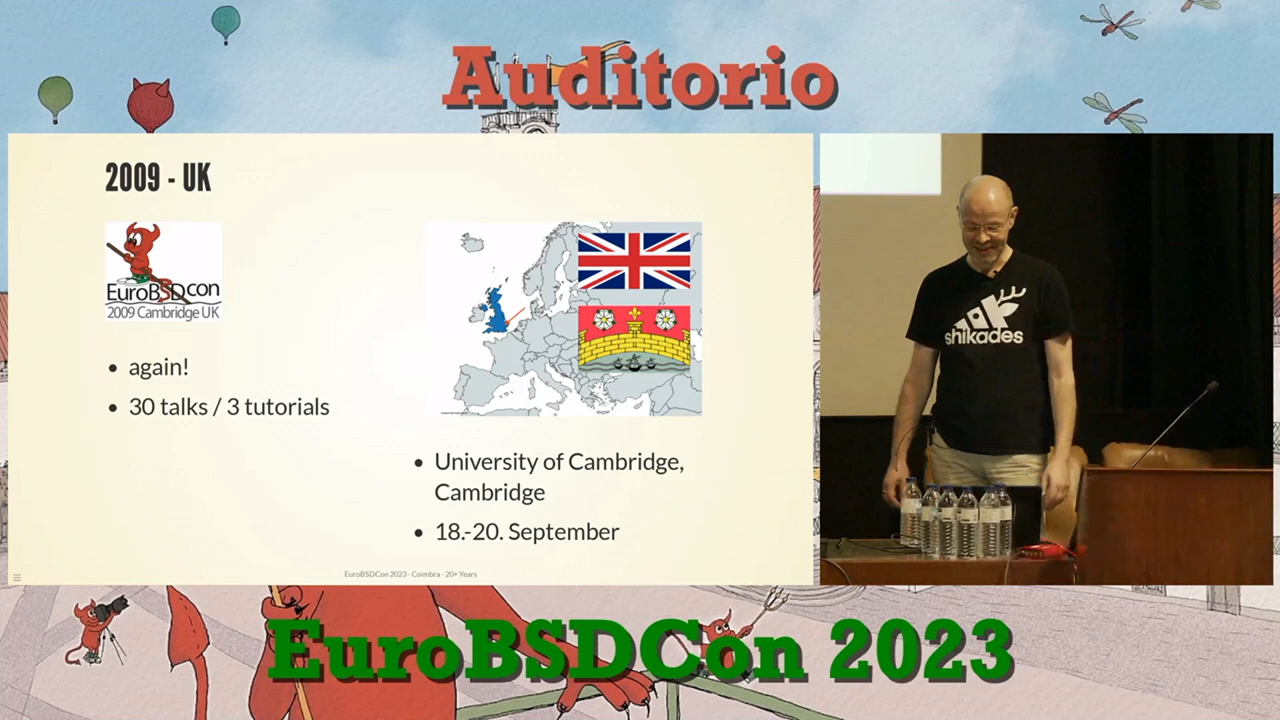 Auditorio
2009 - UK
EuroBSDcon
2009 Cambridge UK
again!
30 talks / 3 tutorials
University of Cambridge,
Cambridge
18.-20. September
EuroBSDCon 2023 - Coimbra - 20+ Years
shikades
EuroBSDCon 2023